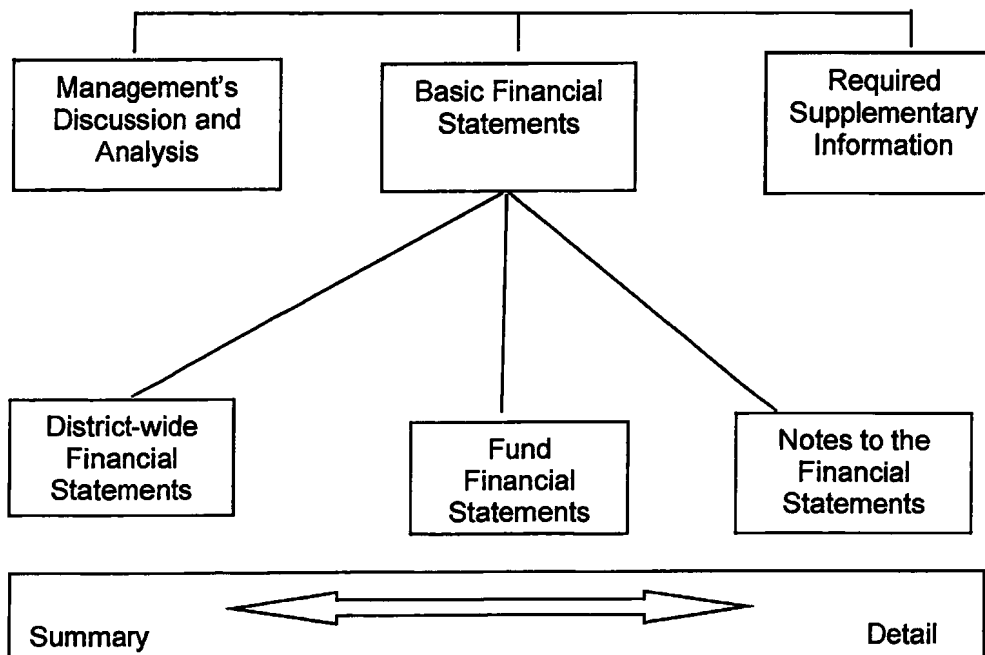 Management's
Discussion and
Analysis
Basic Financial
Statements
Required
Supplementary
Information
District-wide
Financial
Statements
Fund
Financial
Statements
Notes to the
Financial
Statements
Summary
Detail